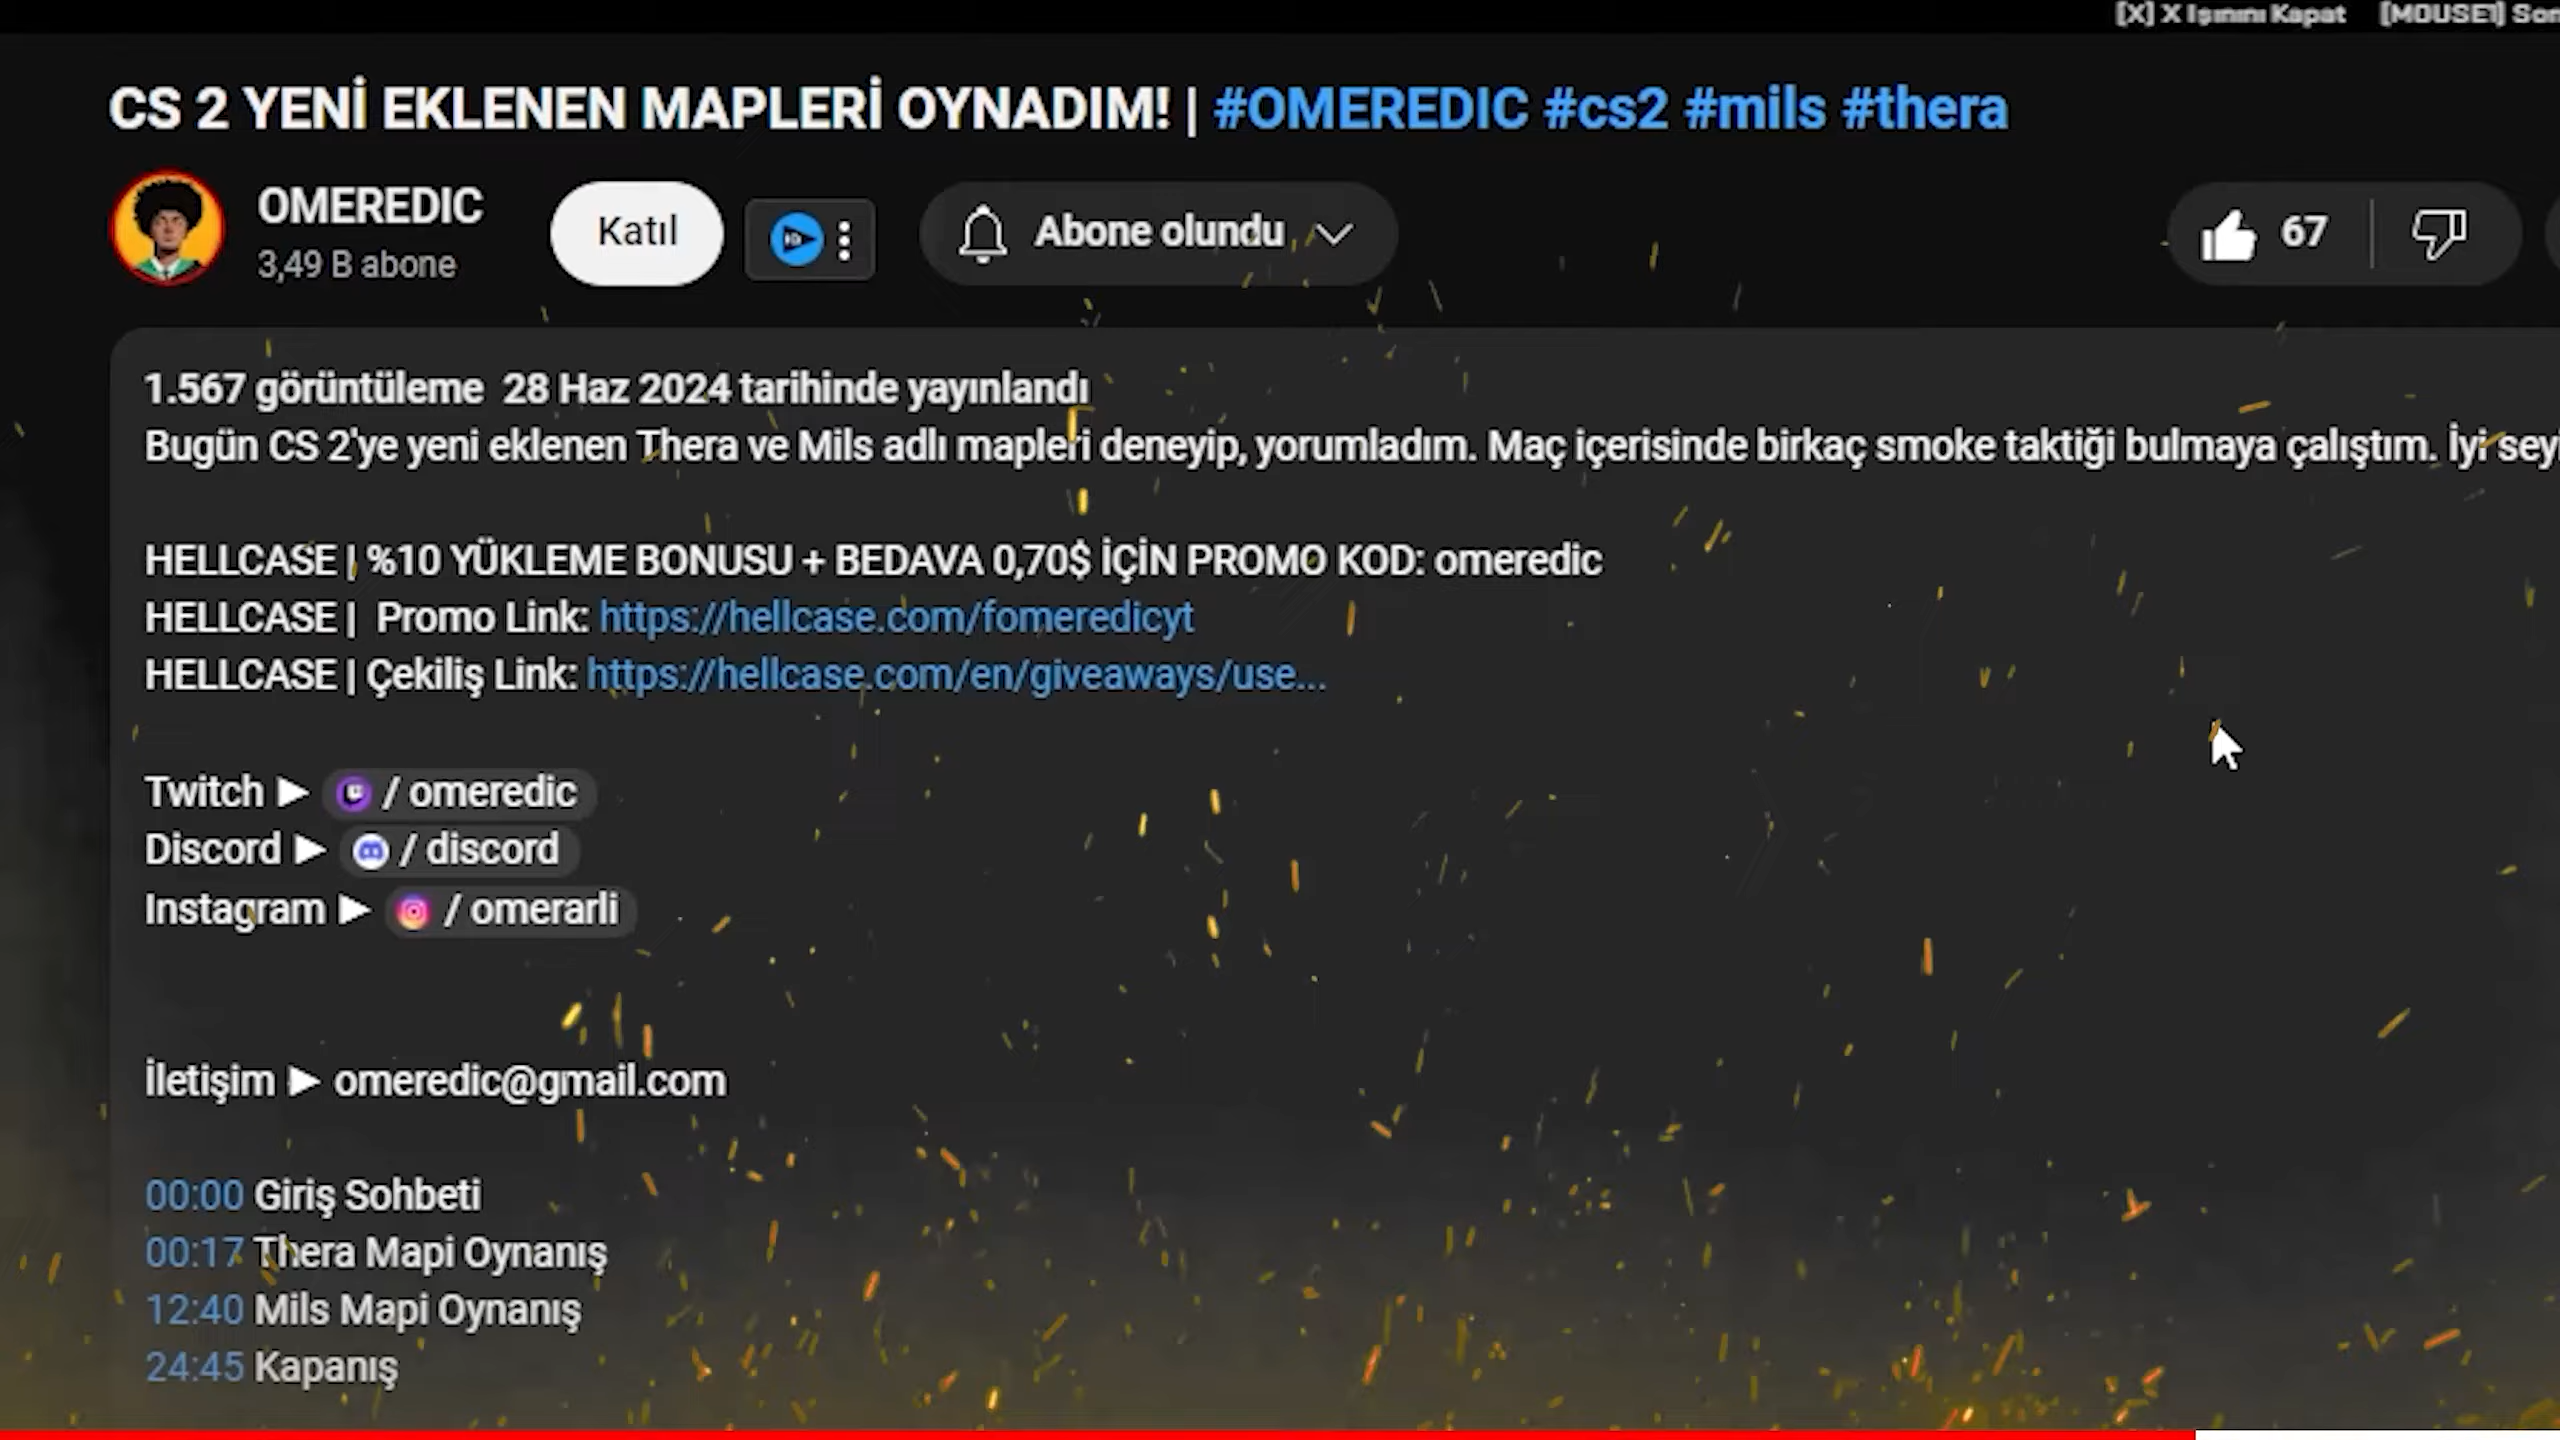 [X] X Işınını Kapat [MOUSE1] Son
CS 2 YENİ EKLENEN MAPLERİ OYNADIM! | #OMEREDIC #cs2 #mils #thera
OMEREDIC
3,49 B abone
Katıl
Abone olundu
67
1.567 görüntüleme 28 Haz 2024 tarihinde yayınlandı
Bugün CS 2'ye yeni eklenen Thera ve Mils adlı mapleri deneyip, yorumladım. Maç içerisinde birkaç smoke taktiği bulmaya çalıştım. İyi seyi
HELLCASE | %10 YÜKLEME BONUSU + BEDAVA 0,70$ İÇİN PROMO KOD: omeredic
HELLCASE | Promo Link: https://hellcase.com/fomeredicyt
HELLCASE | Çekiliş Link: https://hellcase.com/en/giveaways/use...
Twitch ► / omeredic
Discord ► / discord
Instagram ► / omerarli
İletişim ► omeredic@gmail.com
00:00 Giriş Sohbeti
00:17 Thera Mapi Oynanış
12:40 Mils Mapi Oynanış
24:45 Kapanış